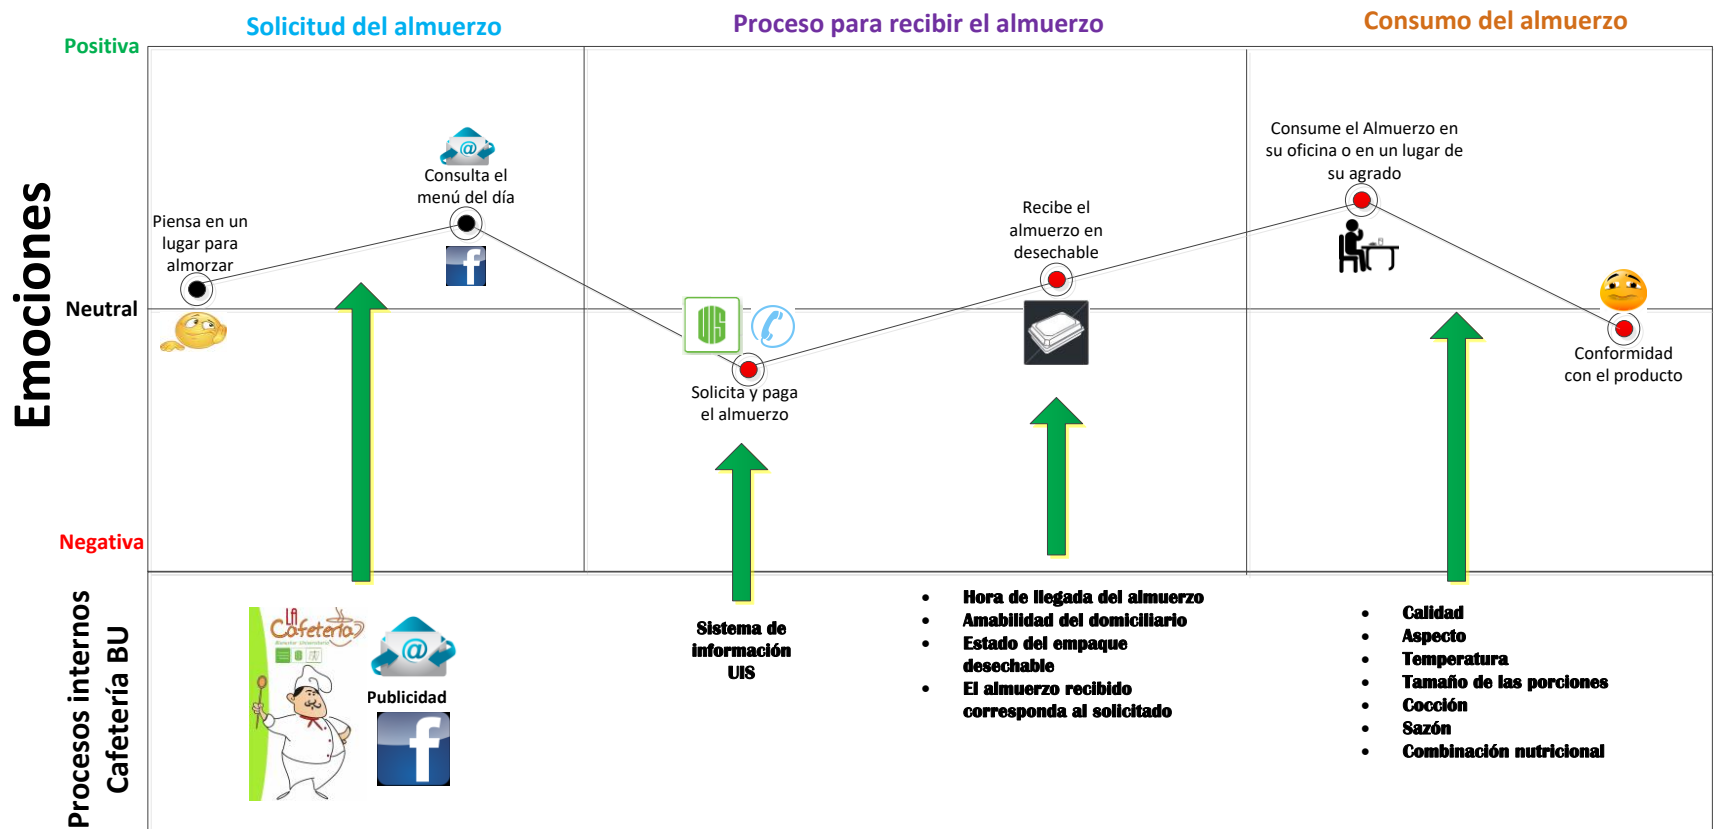 Solicitud del almuerzo
Proceso para recibir el almuerzo
Consumo del almuerzo
Positiva
Emociones
Neutral
Negativa
Piensa en un
lugar para
almorzar
@
Consulta el
menú del día
f
UIS
Solicita y paga
el almuerzo
Recibe el
almuerzo en
desechable
Consume el Almuerzo en
su oficina o en un lugar de
su agrado
Conformidad
con el producto
Procesos internos
Cafetería BU
LA
Cafetería
@
Publicidad
f
Sistema de
información
UIS
• Hora de llegada del almuerzo
• Amabilidad del domiciliario
• Estado del empaque
desechable
• El almuerzo recibido
corresponda al solicitado
• Calidad
• Aspecto
• Temperatura
• Tamaño de las porciones
• Cocción
• Sazón
• Combinación nutricional